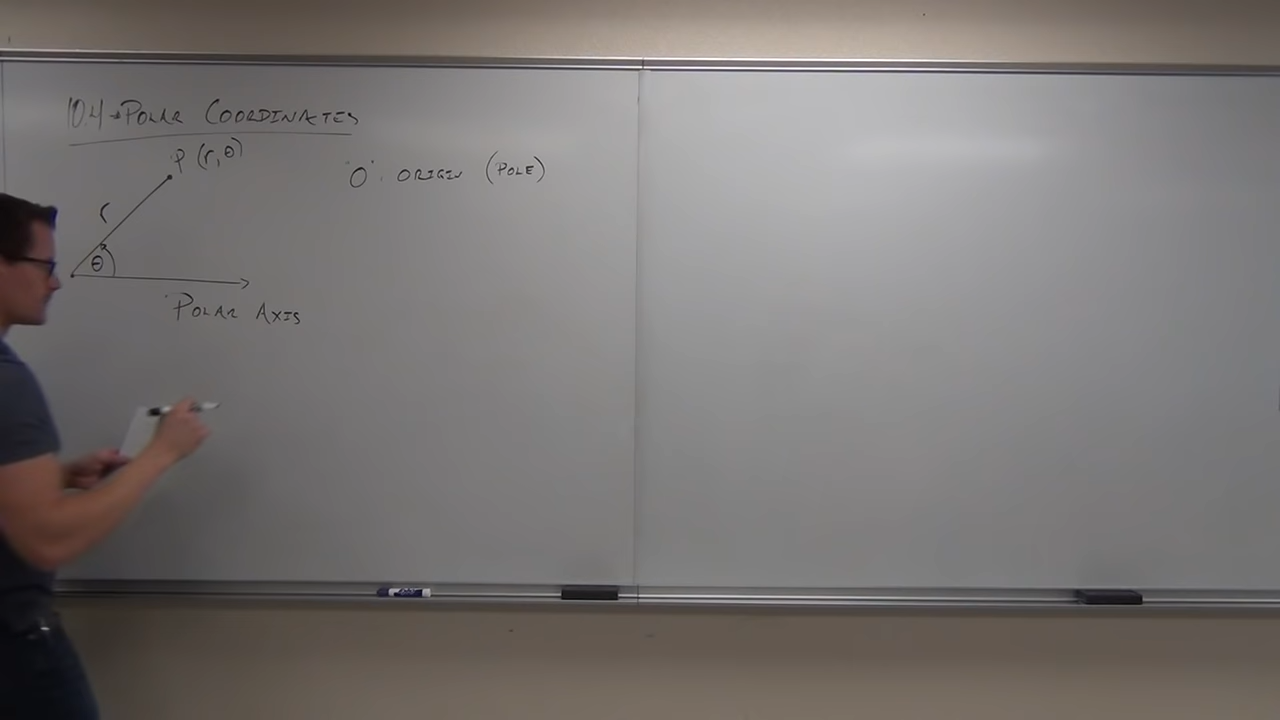 10.4 → POLAR COORDINATES
P (r, θ)
"O": ORIGIN (POLE)
r
θ
POLAR AXIS